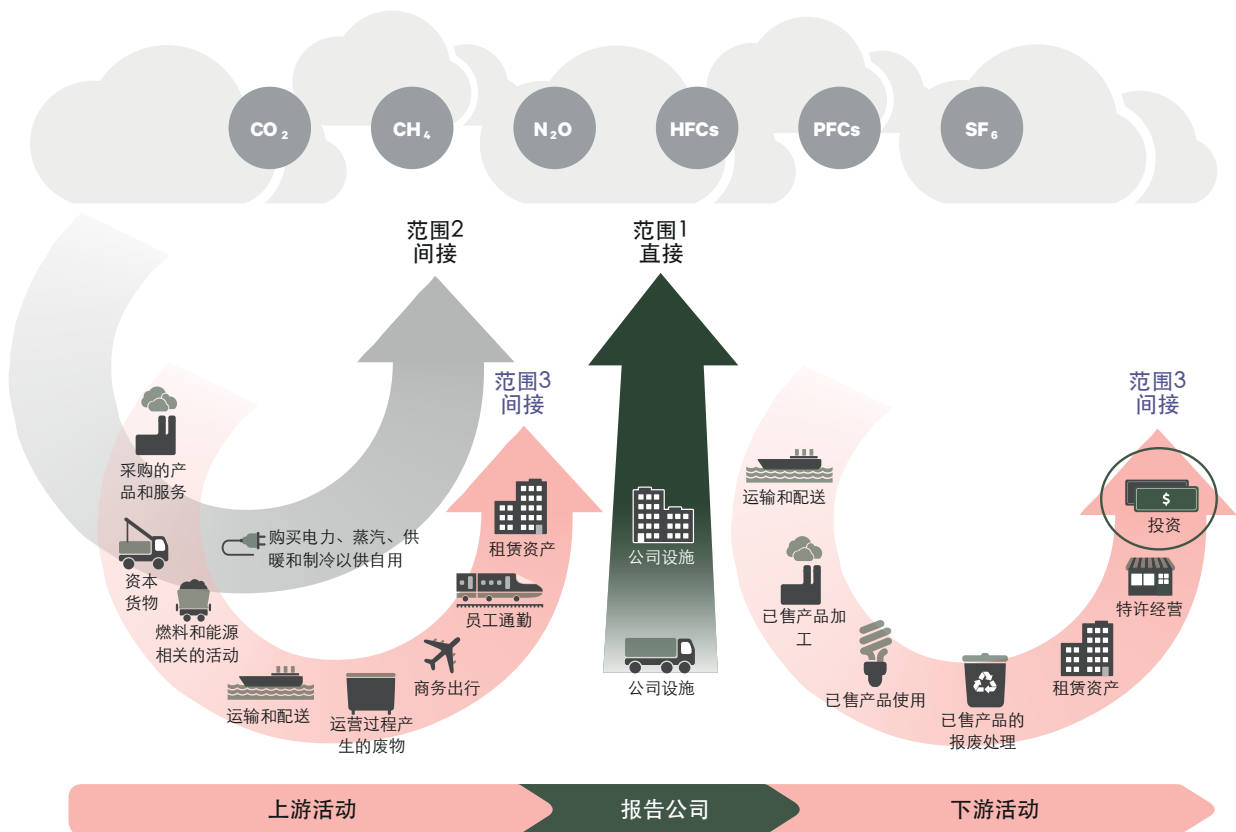 CO₂
CH₄
N₂O
HFCs
PFCs
SF₆
范围2
间接
范围1
直接
范围3
间接
范围3
间接
采购的产
品和服务
资本
货物
燃料和能源
相关的活动
购买电力、蒸汽、供
暖和制冷以供自用
运输和配送
运营过程产
生的废物
商务出行
员工通勤
租赁资产
公司设施
公司设施
运输和配送
已售产品加
工
已售产品使用
已售产品的
报废处理
租赁资产
特许经营
$
投资
上游活动
报告公司
下游活动